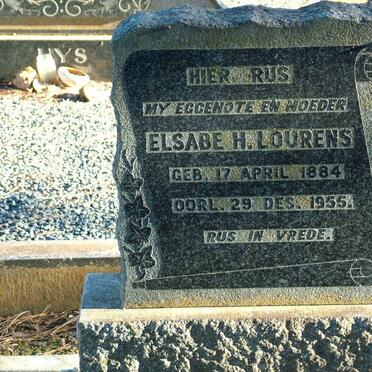 UYS
HIER RUS
MY EGGENOTE EN MOEDER
ELSABE H. LOURENS
GEB. 17 APRIL 1884
OORL. 29. DES. 1955.
RUS IN VREDE.